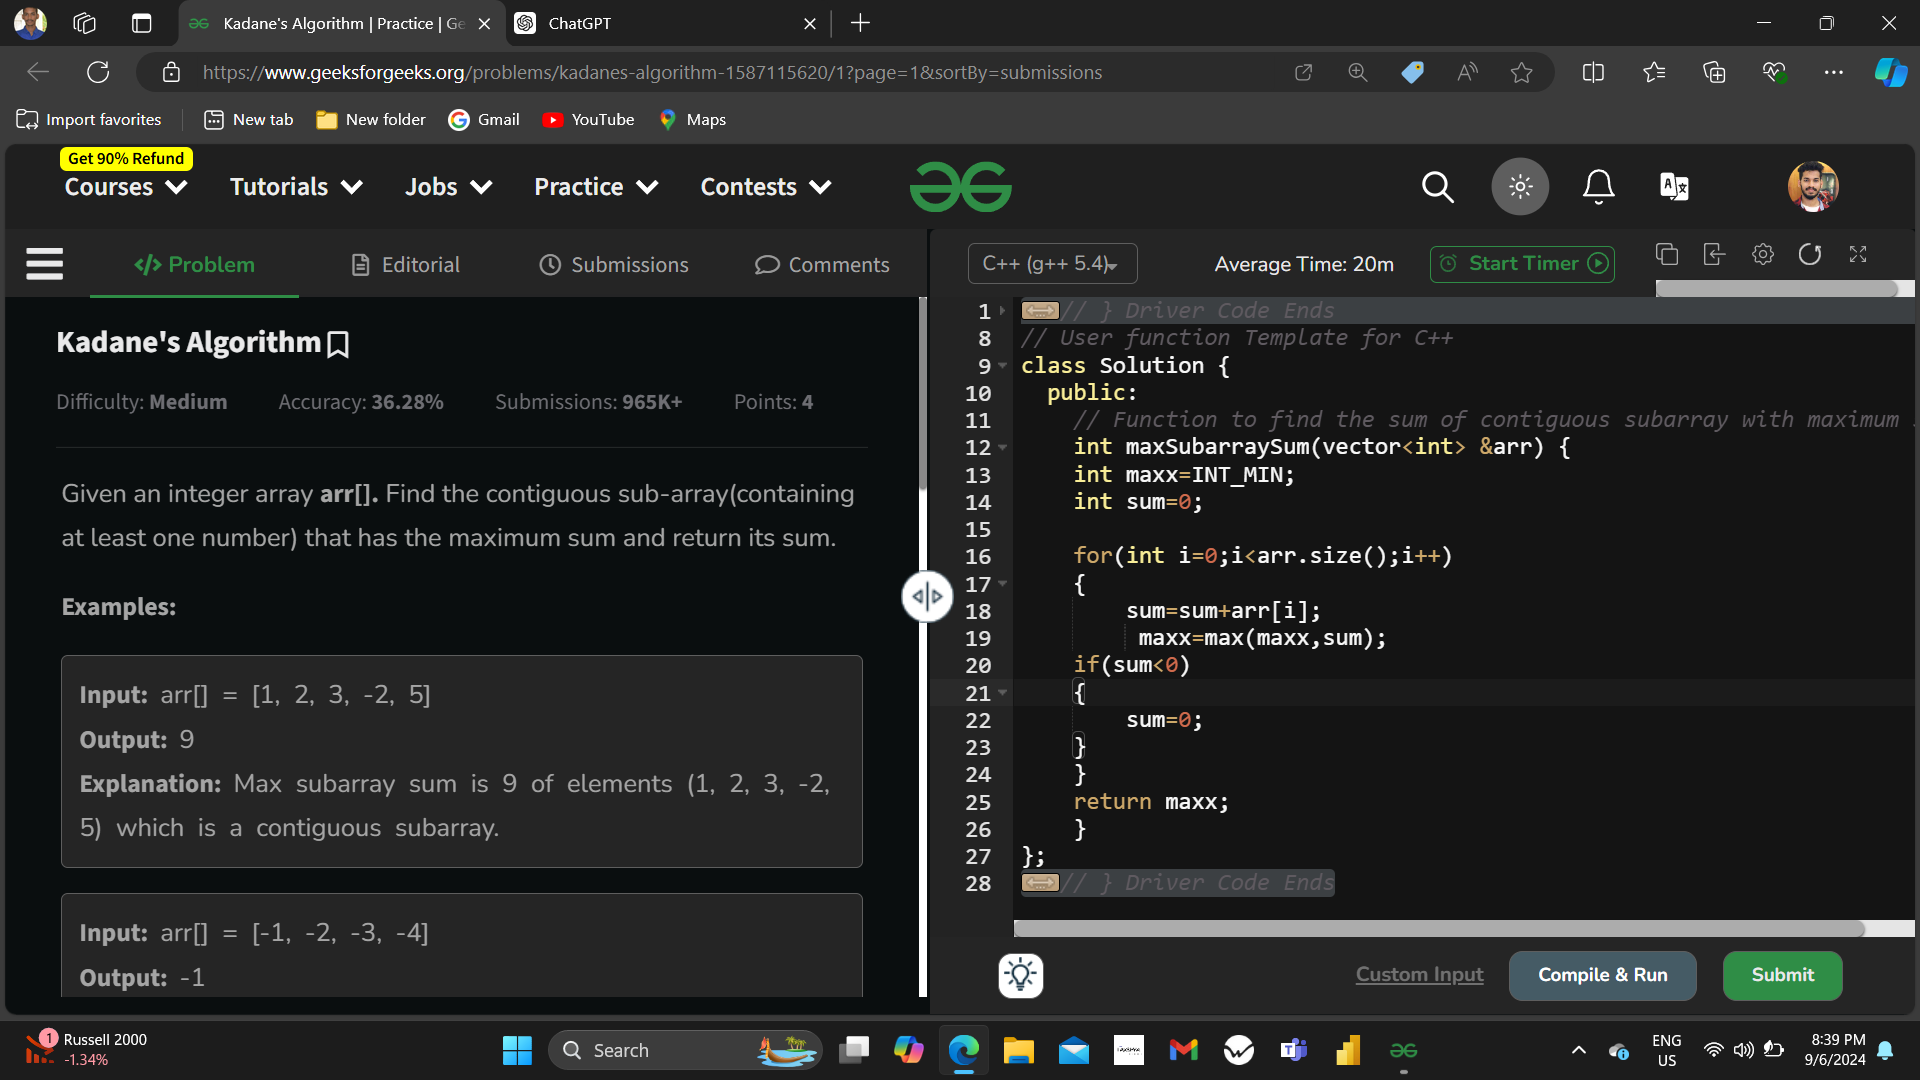 Kadane's Algorithm | Practice | Ge
ChatGPT
https://www.geeksforgeeks.org/problems/kadanes-algorithm-1587115620/1?page=1&sortBy=submissions
Import favorites
New tab
New folder
Gmail
YouTube
Maps
Get 90% Refund
Courses
Tutorials
Jobs
Practice
Contests
</> Problem
Editorial
Submissions
Comments
C++ (g++ 5.4)
Average Time: 20m
Start Timer
Kadane's Algorithm
Difficulty: Medium
Accuracy: 36.28%
Submissions: 965K+
Points: 4
Given an integer array arr[]. Find the contiguous sub-array(containing
at least one number) that has the maximum sum and return its sum.
Examples:
Input: arr[] = [1, 2, 3, -2, 5]
Output: 9
Explanation: Max subarray sum is 9 of elements (1, 2, 3, -2,
5) which is a contiguous subarray.
Input: arr[] = [-1, -2, -3, -4]
Output: -1
1 // } Driver Code Ends
8 // User function Template for C++
9 class Solution {
10 public:
11 // Function to find the sum of contiguous subarray with maximum
12 int maxSubarraySum(vector<int> &arr) {
13 int maxx=INT_MIN;
14 int sum=0;
15
16 for(int i=0;i<arr.size();i++)
17 {
18 sum=sum+arr[i];
19 maxx=max(maxx,sum);
20 if(sum<0)
21 {
22 sum=0;
23 }
24 }
25 return maxx;
26 }
27 };
28 // } Driver Code Ends
Custom Input
Compile & Run
Submit
1
Russell 2000
-1.34%
Search
ENG
US
8:39 PM
9/6/2024